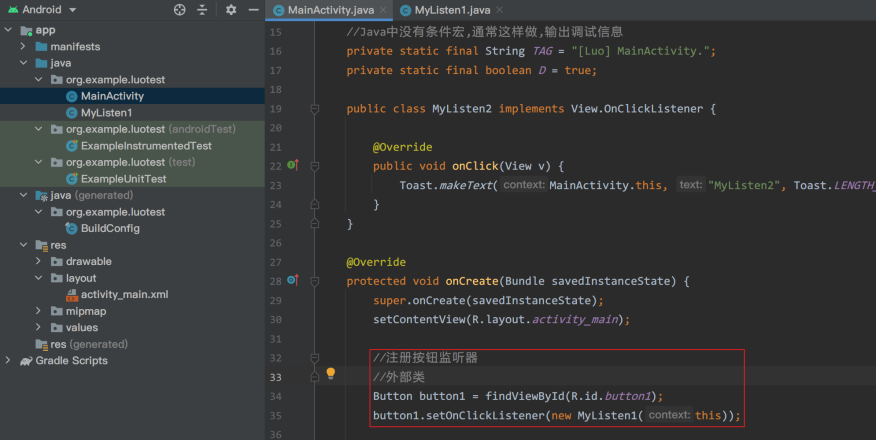 Android
app
manifests
java
org.example.luotest
MainActivity
MyListen1
org.example.luotest (androidTest)
ExampleInstrumentedTest
org.example.luotest (test)
ExampleUnitTest
java (generated)
org.example.luotest
BuildConfig
res
drawable
layout
activity_main.xml
mipmap
values
res (generated)
Gradle Scripts
MainActivity.java
MyListen1.java
15 //Java中没有条件宏,通常这样做,输出调试信息
16 private static final String TAG = "[Luo] MainActivity.";
17 private static final boolean D = true;
18
19 public class MyListen2 implements View.OnClickListener {
20
21 @Override
22 public void onClick(View v) {
23 Toast.makeText( context: MainActivity.this, text: "MyListen2", Toast.LENGTH_
24 }
25 }
26
27 @Override
28 protected void onCreate(Bundle savedInstanceState) {
29 super.onCreate(savedInstanceState);
30 setContentView(R.layout.activity_main);
31
32 //注册按钮监听器
33 //外部类
34 Button button1 = findViewById(R.id.button1);
35 button1.setOnClickListener(new MyListen1( context: this));
36